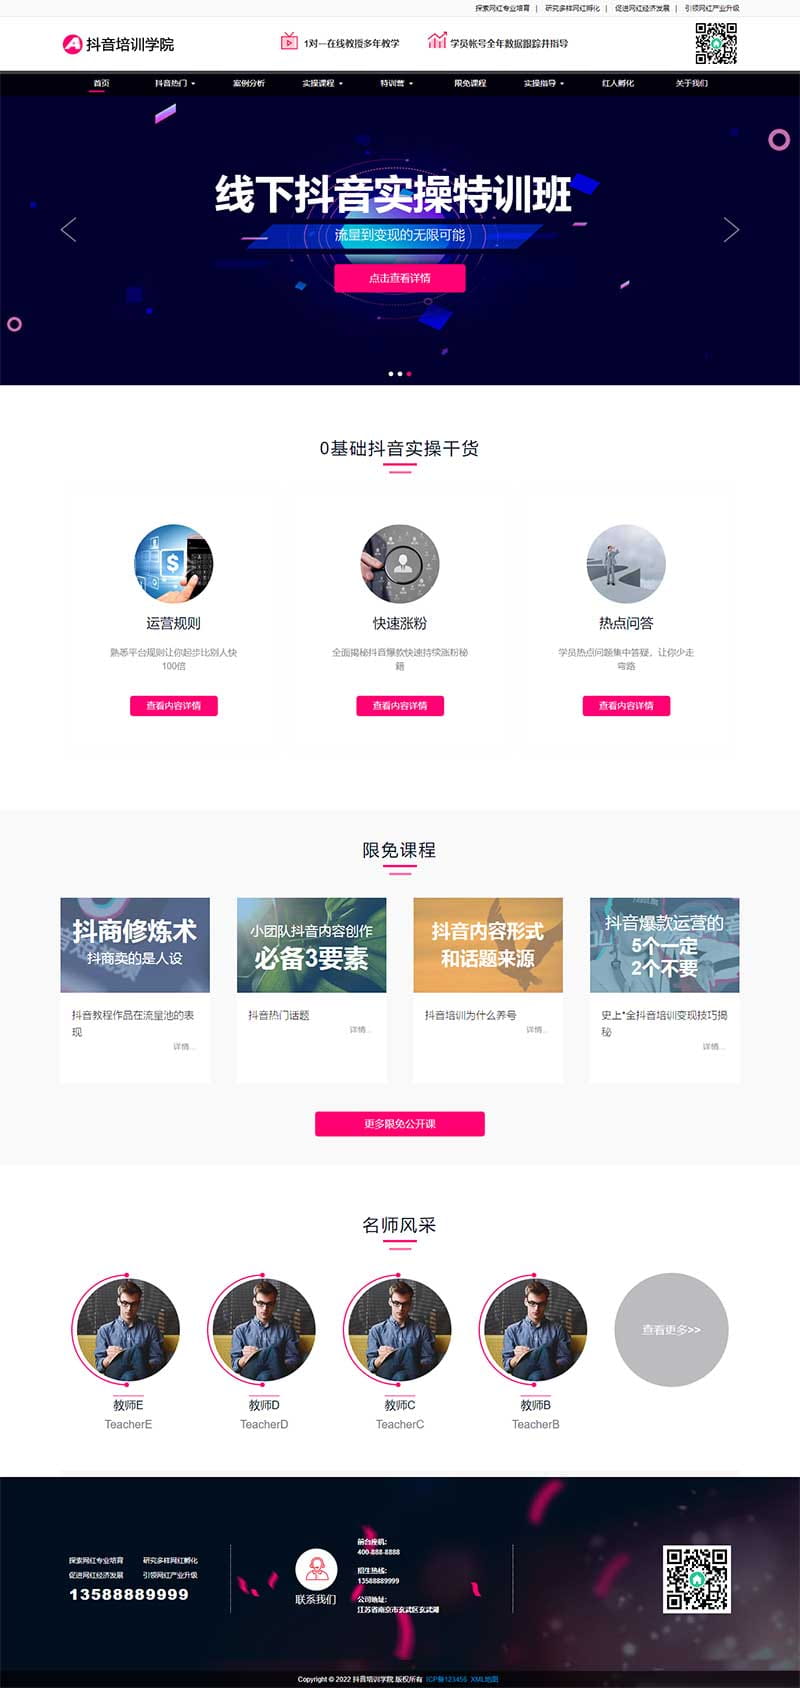 探索网红专业培育 | 研究多样网红孵化 | 促进网红经济发展 | 引领网红产业升级
抖音培训学院
1对一在线教授多年教学
学员帐号全年数据跟踪并指导
首页 抖音热门 案例分析 实操课程 特训营 限免课程 实操指导 红人孵化 关于我们
线下抖音实操特训班
流量到变现的无限可能
点击查看详情
0基础抖音实操干货
运营规则
熟悉平台规则让你起步比别人快
100倍
查看内容详情
快速涨粉
全面揭秘抖音爆款快速持续涨粉秘
籍
查看内容详情
热点问答
学员热点问题集中答疑，让你少走
弯路
查看内容详情
限免课程
抖商修炼术
抖商卖的是人设
抖音教程作品在流量池的表
现
详情...
小团队抖音内容创作
必备3要素
抖音热门话题
详情...
抖音内容形式
和话题来源
抖音培训为什么养号
详情...
抖音爆款运营的
5个一定
2个不要
史上*全抖音培训变现技巧揭
秘
详情...
更多限免公开课
名师风采
教师E
TeacherE
教师D
TeacherD
教师C
TeacherC
教师B
TeacherB
查看更多>>
探索网红专业培育 研究多样网红孵化
促进网红经济发展 引领网红产业升级
13588889999
联系我们
前台座机:
400-888-8888
招生热线:
13588889999
公司地址:
江苏省南京市玄武区玄武湖
Copyright © 2022 抖音培训学院 版权所有 ICP备123456 XML地图